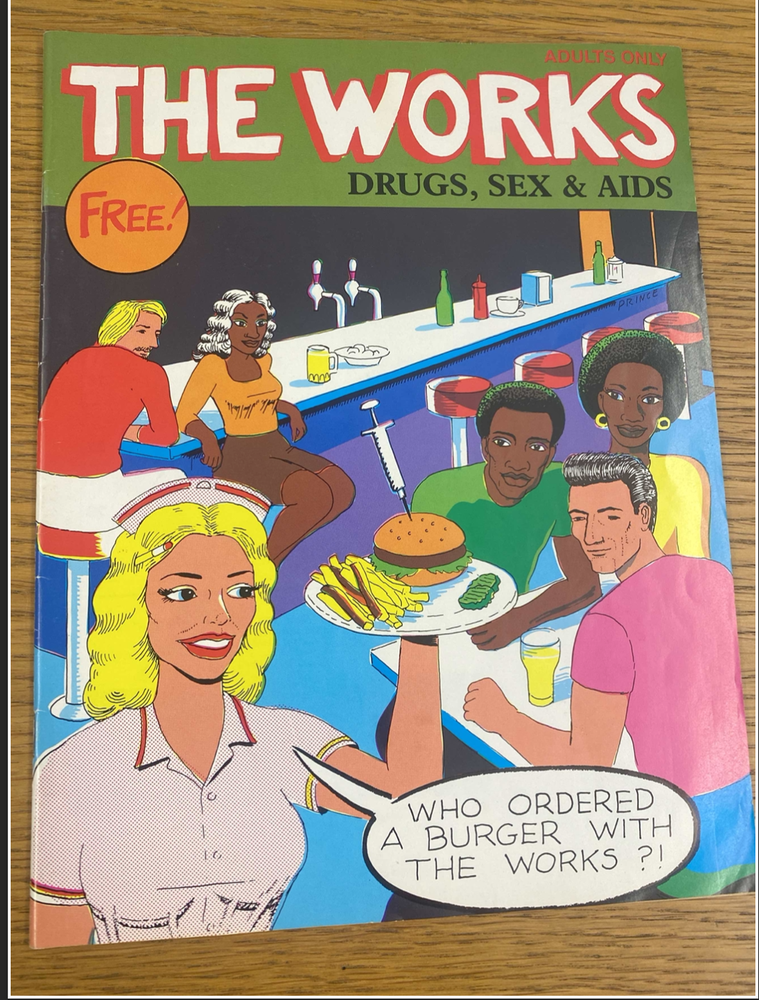 ADULTS ONLY
THE WORKS
DRUGS, SEX & AIDS
FREE!
PRINCE
WHO ORDERED
A BURGER WITH
THE WORKS ?!